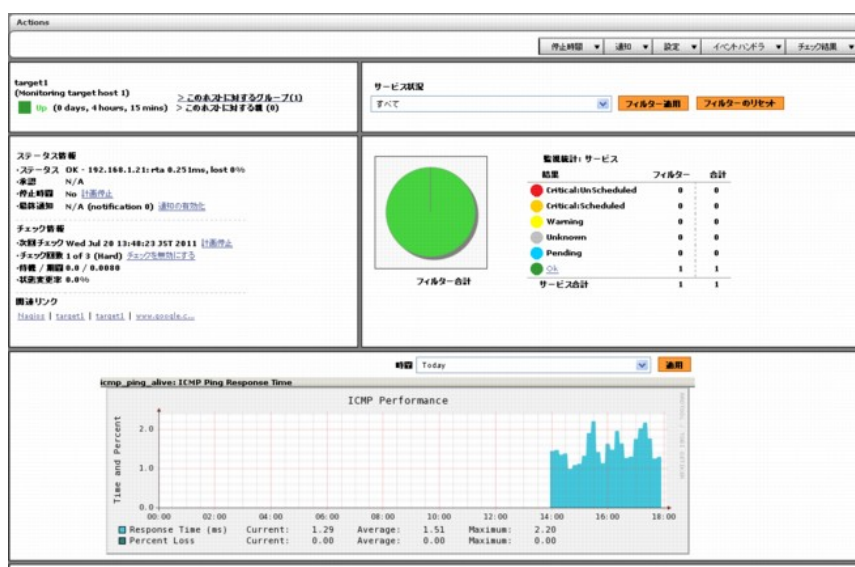 Actions
停止時間 ▼ 通知 ▼ 設定 ▼ イベントハンドラ ▼ チェック結果 ▼
target1
(Monitoring target host 1)
Up (0 days, 4 hours, 15 mins)
> このホストに対するグループ(1)
> このホストに対する親 (0)
サービス状況
すべて
フィルター適用 フィルターのリセット
ステータス情報
・ステータス OK - 192.168.1.21: rta 0.251ms, lost 0%
・承認 N/A
・停止時間 No 計画停止
・最終通知 N/A (notification 0) 通知の有効化
チェック情報
・次回チェック Wed Jul 20 13:48:23 JST 2011 計画停止
・チェック回数 1 of 3 (Hard) チェックを無効にする
・待機 / 期間 0.0 / 0.0080
・状態変更率 0.0%
関連リンク
Nagios | target1 | target1 | www.google.c...
フィルター合計
監視統計: サービス
結果 フィルター 合計
Critical:UnScheduled 0 0
Critical:Scheduled 0 0
Warning 0 0
Unknown 0 0
Pending 0 0
Ok 1 1
サービス合計 1 1
時間 Today 適用
icmp_ping_alive: ICMP Ping Response Time
ICMP Performance
Time and Percent
2.0
1.0
0.0
00:00 02:00 04:00 06:00 08:00 10:00 12:00 14:00 16:00 18:00
Response Time (ms) Current: 1.29 Average: 1.51 Maximum: 2.20
Percent Loss Current: 0.00 Average: 0.00 Maximum: 0.00